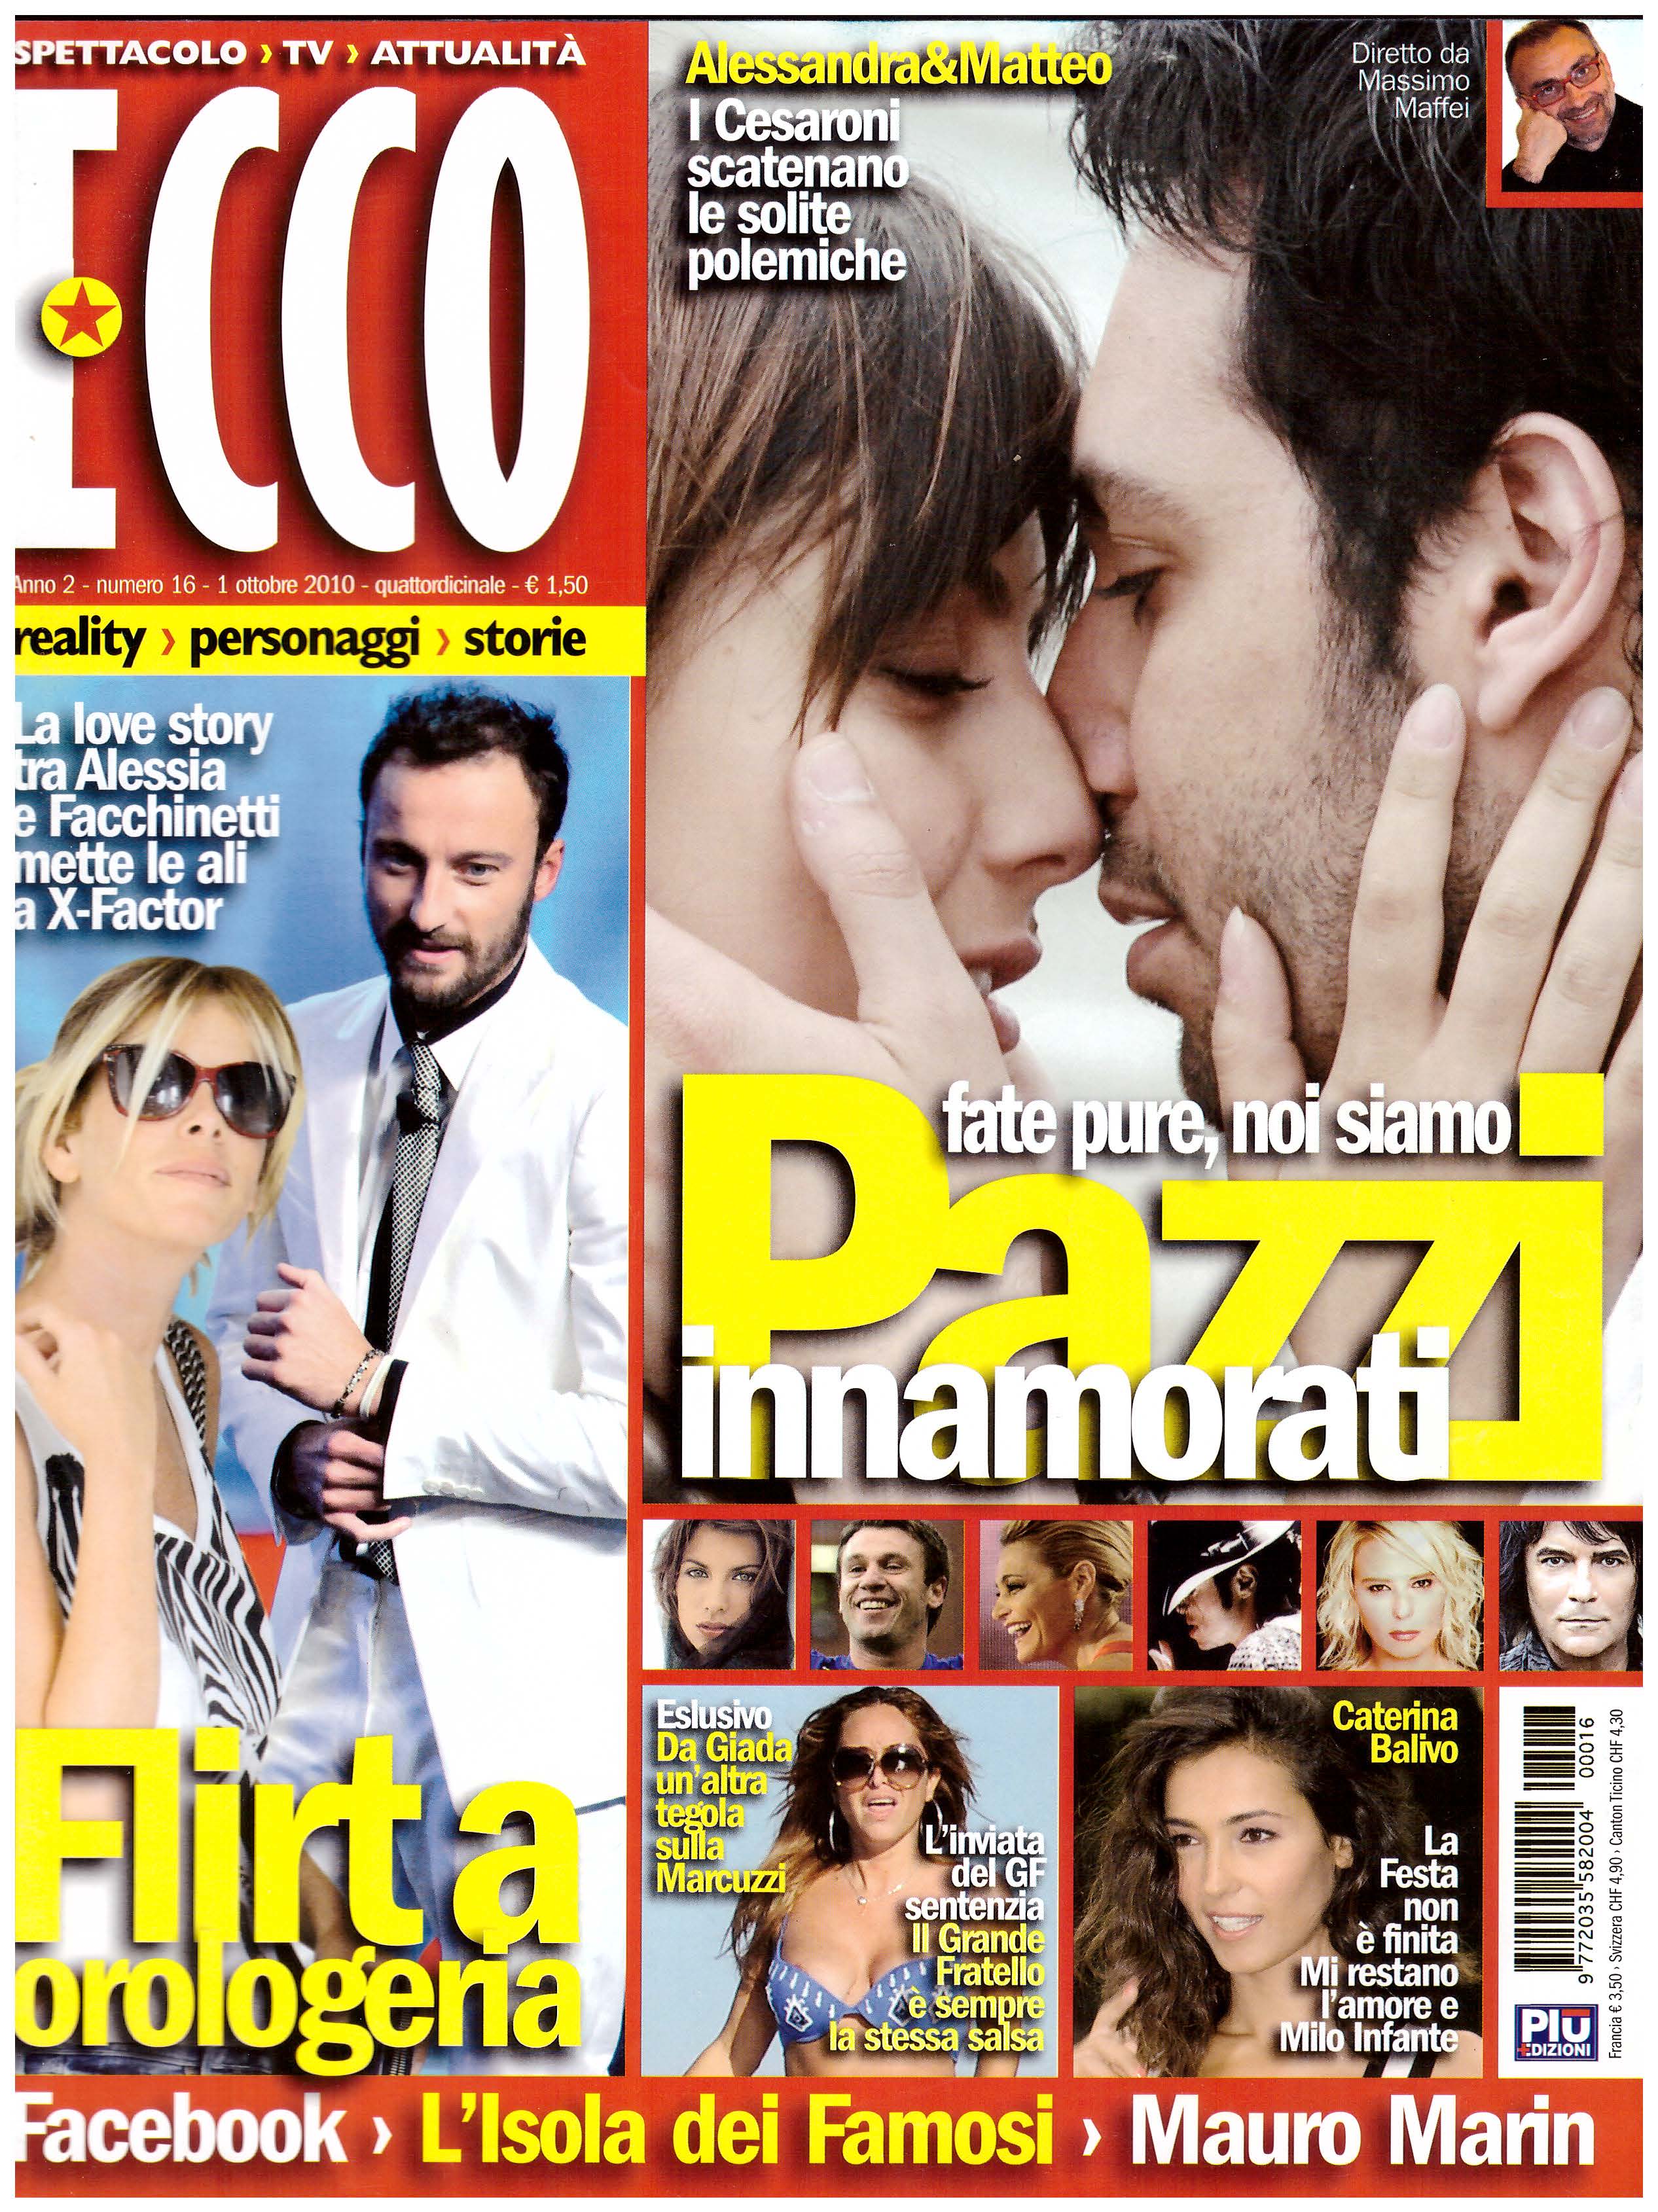 SPETTACOLO › TV › ATTUALITÀ
ECCO
Anno 2 - numero 16 - 1 ottobre 2010 - quattordicinale - € 1,50
reality › personaggi › storie
Alessandra&Matteo
I Cesaroni
scatenano
le solite
polemiche
Diretto da
Massimo
Maffei
La love story
tra Alessia
e Facchinetti
mette le ali
a X-Factor
fate pure, noi siamo
Pazzi
innamorati
Flirt a
orologeria
Eslusivo
Da Giada
un'altra
tegola
sulla
Marcuzzi
L'inviata
del GF
sentenzia
Il Grande
Fratello
è sempre
la stessa salsa
Caterina
Balivo
La
Festa
non
è finita
Mi restano
l'amore e
Milo Infante
00016
9 772035 582004
Francia € 3,50 › Svizzera CHF 4,90 › Canton Ticino CHF 4,30
PIÙ
EDIZIONI
Facebook › L'Isola dei Famosi › Mauro Marin